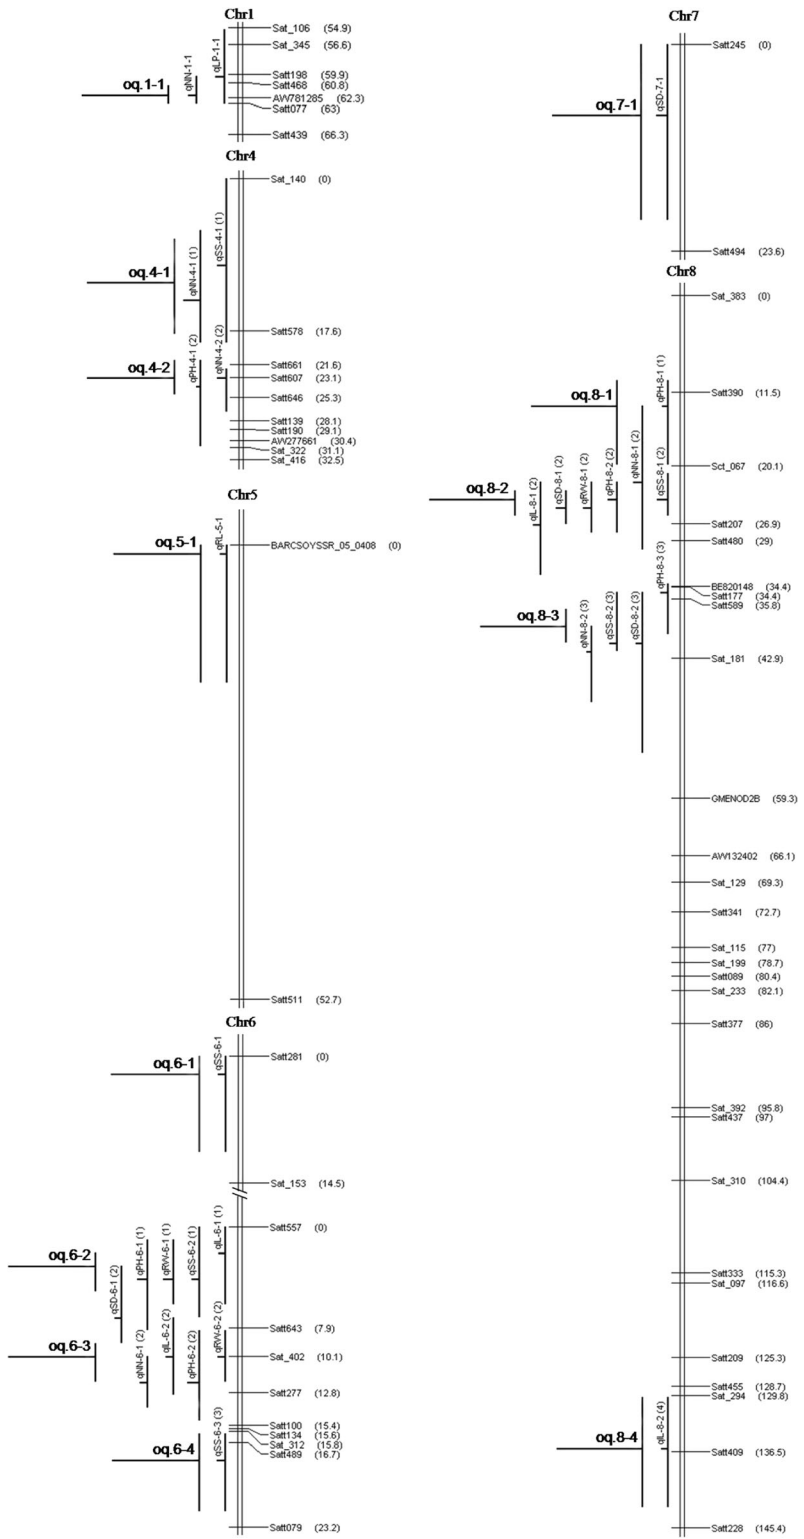 Chr1
Sat_106 (54.9)
Sat_345 (56.6)
Satt198 (59.9)
Satt468 (60.8)
AW781285 (62.3)
Satt077 (63)
Satt439 (66.3)
qLP-1-1
qNN-1-1
oq.1-1
Chr4
Sat_140 (0)
qSS-4-1 (1)
qNN-4-1 (1)
oq.4-1
Satt578 (17.6)
qNN-4-2 (2)
qPH-4-1 (2)
oq.4-2
Satt661 (21.6)
Satt607 (23.1)
Satt646 (25.3)
Satt139 (28.1)
Satt190 (29.1)
AW277661 (30.4)
Sat_322 (31.1)
Sat_416 (32.5)
Chr5
qRL-5-1
oq.5-1
BARCSOYSSR_05_0408 (0)
Satt511 (52.7)
Chr6
qSS-6-1
oq.6-1
Satt281 (0)
Sat_153 (14.5)
Satt557 (0)
qIL-6-1 (1)
qSS-6-2 (1)
qRW-6-1 (1)
qPH-6-1 (1)
oq.6-2
qSD-6-1 (2)
Satt643 (7.9)
Sat_402 (10.1)
Satt277 (12.8)
qRW-6-2 (2)
qPH-6-2 (2)
qIL-6-2 (2)
qNN-6-1 (2)
oq.6-3
Satt100 (15.4)
Satt134 (15.6)
Sat_312 (15.8)
Satt489 (16.7)
qSS-6-3 (3)
oq.6-4
Satt079 (23.2)
Chr7
Satt245 (0)
qSD-7-1
oq.7-1
Satt494 (23.6)
Chr8
Sat_383 (0)
qPH-8-1 (1)
oq.8-1
Satt390 (11.5)
Sct_067 (20.1)
qSS-8-1 (2)
qNN-8-1 (2)
qPH-8-2 (2)
qRW-8-1 (2)
qSD-8-1 (2)
qIL-8-1 (2)
oq.8-2
Satt207 (26.9)
Satt480 (29)
qPH-8-3 (3)
BE820148 (34.4)
Satt177 (34.4)
Satt589 (35.8)
qSD-8-2 (3)
qSS-8-2 (3)
qNN-8-2 (3)
oq.8-3
Sat_181 (42.9)
GMENOD2B (59.3)
AW132402 (66.1)
Sat_129 (69.3)
Satt341 (72.7)
Sat_115 (77)
Sat_199 (78.7)
Satt089 (80.4)
Sat_233 (82.1)
Satt377 (86)
Sat_392 (95.8)
Satt437 (97)
Sat_310 (104.4)
Satt333 (115.3)
Sat_097 (116.6)
Satt209 (125.3)
Satt455 (128.7)
Sat_294 (129.8)
qIL-8-2 (4)
oq.8-4
Satt409 (136.5)
Satt228 (145.4)